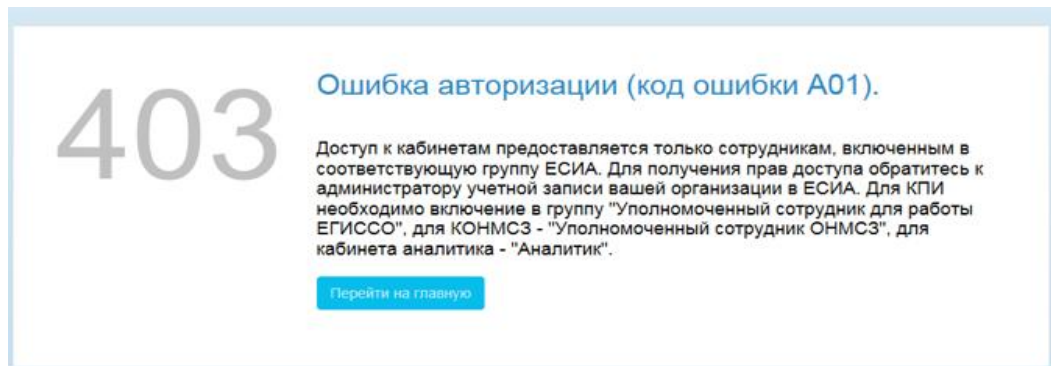 403
Ошибка авторизации (код ошибки A01).
Доступ к кабинетам предоставляется только сотрудникам, включенным в
соответствующую группу ЕСИА. Для получения прав доступа обратитесь к
администратору учетной записи вашей организации в ЕСИА. Для КПИ
необходимо включение в группу "Уполномоченный сотрудник для работы
ЕГИССО", для КОНМСЗ - "Уполномоченный сотрудник ОНМСЗ", для
кабинета аналитика - "Аналитик".
Перейти на главную